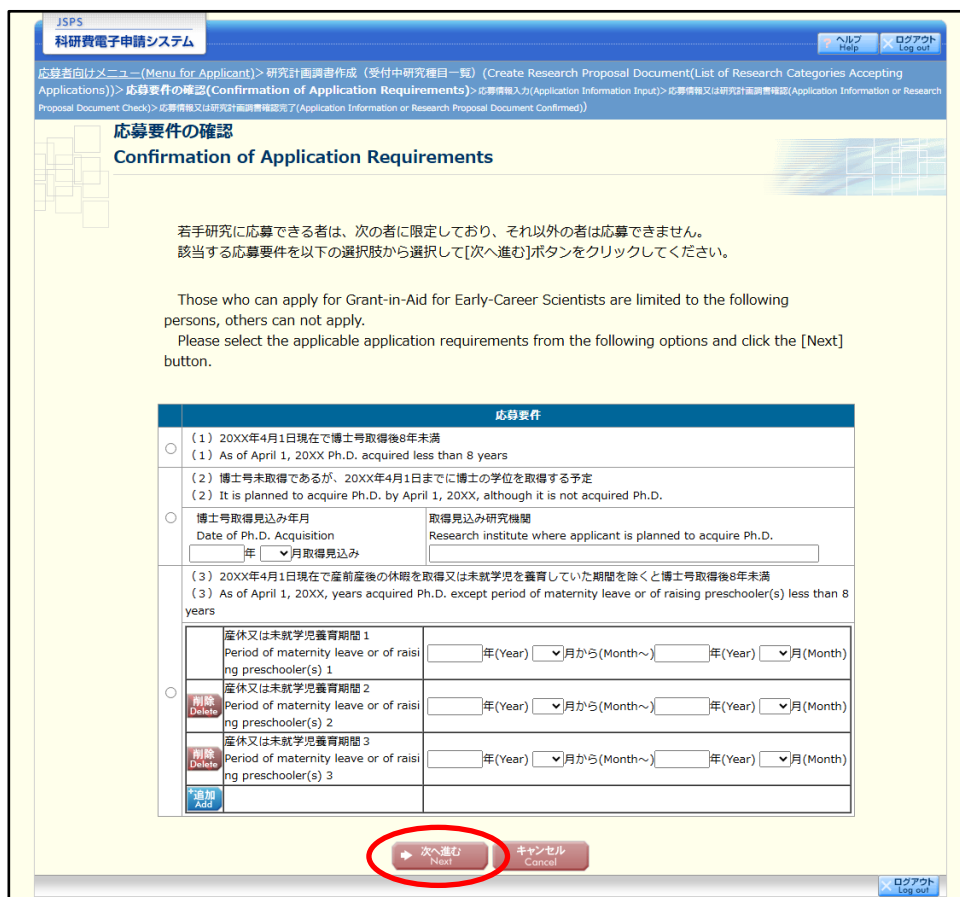 JSPS
科研費電子申請システム
? ヘルプ
Help
ログアウト
Log out
応募者向けメニュー(Menu for Applicant)> 研究計画調書作成（受付中研究種目一覧）(Create Research Proposal Document(List of Research Categories Accepting
Applications))> 応募要件の確認(Confirmation of Application Requirements)>応募情報入力(Application Information Input)>応募情報又は研究計画調書確認(Application Information or Research
Proposal Document Check)>応募情報又は研究計画調書確認完了(Application Information or Research Proposal Document Confirmed))
応募要件の確認
Confirmation of Application Requirements
若手研究に応募できる者は、次の者に限定しており、それ以外の者は応募できません。
該当する応募要件を以下の選択肢から選択して[次へ進む]ボタンをクリックしてください。
Those who can apply for Grant-in-Aid for Early-Career Scientists are limited to the following
persons, others can not apply.
Please select the applicable application requirements from the following options and click the [Next]
button.
応募要件
（1）20XX年4月1日現在で博士号取得後8年未満
（1）As of April 1, 20XX Ph.D. acquired less than 8 years
（2）博士号未取得であるが、20XX年4月1日までに博士の学位を取得する予定
（2）It is planned to acquire Ph.D. by April 1, 20XX, although it is not acquired Ph.D.
博士号取得見込み年月
Date of Ph.D. Acquisition
年 月取得見込み
取得見込み研究機関
Research institute where applicant is planned to acquire Ph.D.
（3）20XX年4月1日現在で産前産後の休暇を取得又は未就学児を養育していた期間を除くと博士号取得後8年未満
（3）As of April 1, 20XX, years acquired Ph.D. except period of maternity leave or of raising preschooler(s) less than 8
years
産休又は未就学児養育期間1
Period of maternity leave or of raisi
ng preschooler(s) 1
年(Year) 月から(Month～) 年(Year) 月(Month)
削除
Delete
産休又は未就学児養育期間2
Period of maternity leave or of raisi
ng preschooler(s) 2
年(Year) 月から(Month～) 年(Year) 月(Month)
削除
Delete
産休又は未就学児養育期間3
Period of maternity leave or of raisi
ng preschooler(s) 3
年(Year) 月から(Month～) 年(Year) 月(Month)
+追加
Add
次へ進む
Next
キャンセル
Cancel
ログアウト
Log out